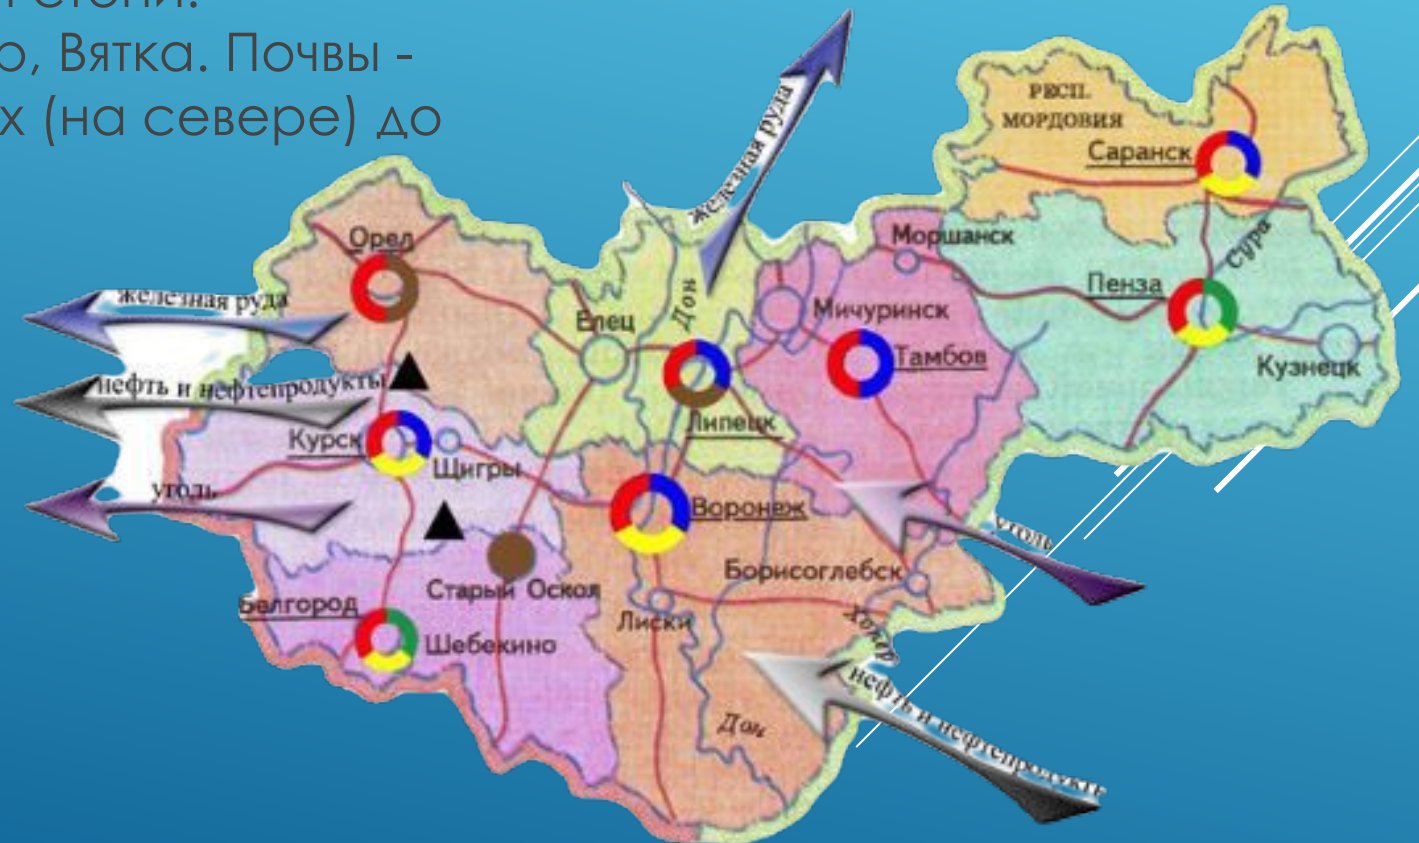 степи.
р, Вятка. Почвы -
х (на севере) до
железная руда
РЕСП.
МОРДОВИЯ
Саранск
Орел
Моршанск
Сура
железная руда
Дон
Пенза
Елец
Мичуринск
Тамбов
Кузнецк
нефть и нефтепродукты
Липецк
Курск
Щигры
уголь
Воронеж
уголь
Старый Оскол
Борисоглебск
Белгород
Лиски
Хопер
Шебекино
нефть и нефтепродукты
Дон